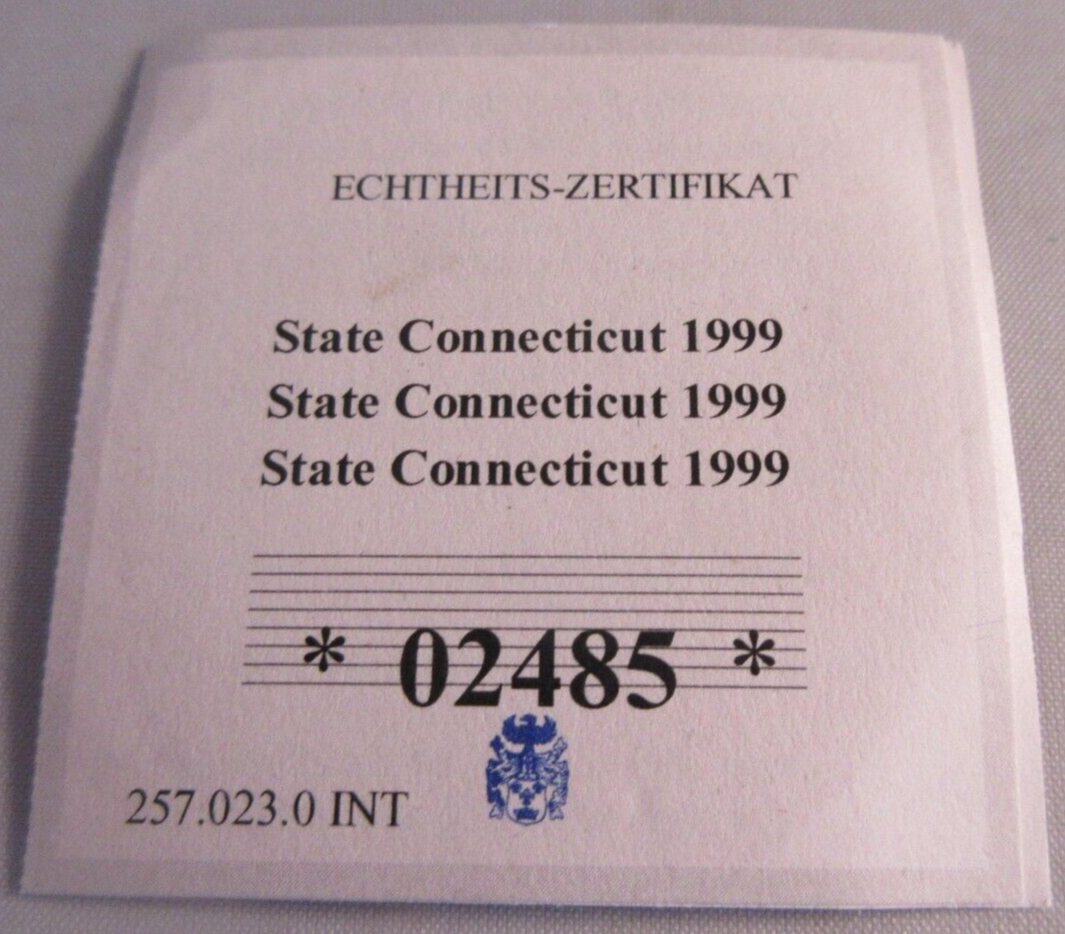 ECHTHEITS-ZERTIFIKAT
State Connecticut 1999
State Connecticut 1999
State Connecticut 1999
* 02485 *
257.023.0 INT